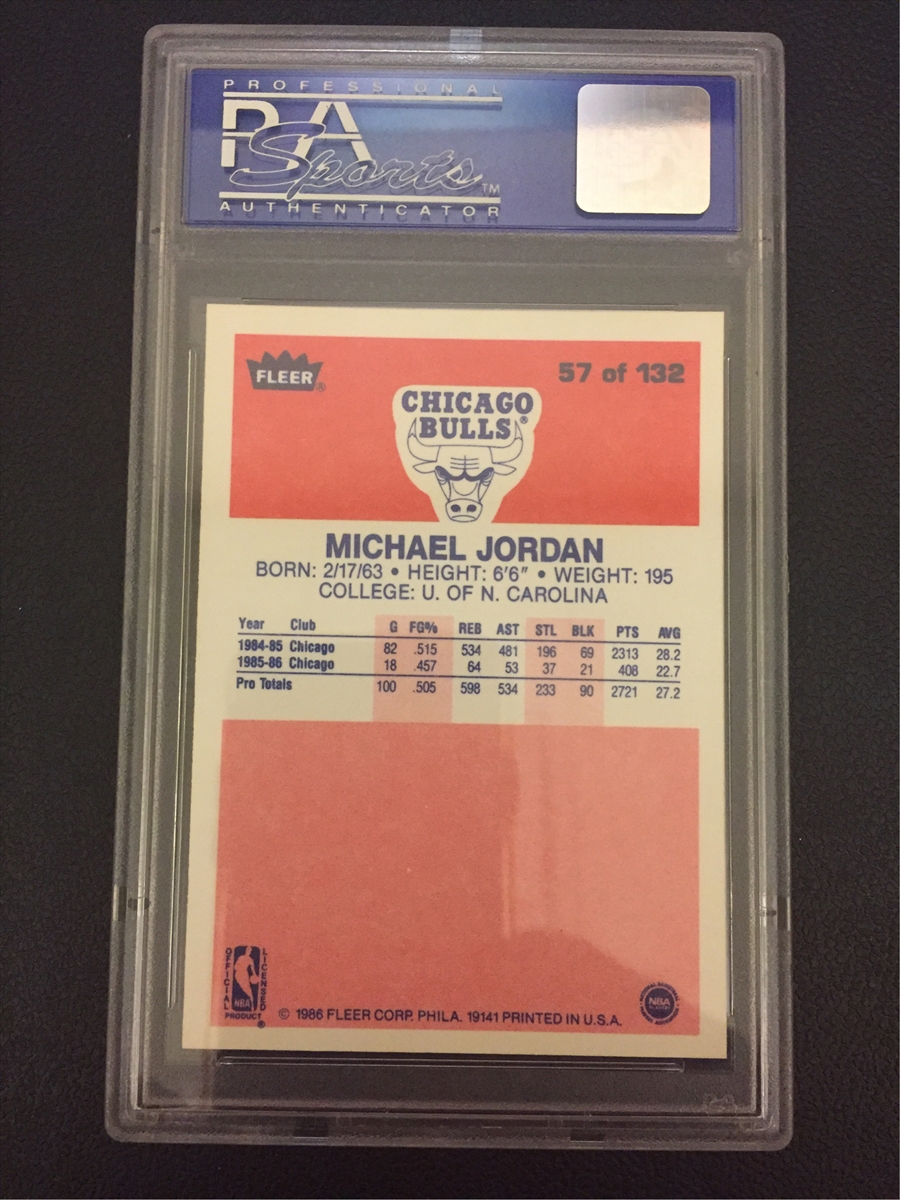 PROFESSIONAL
PSA
Sports™
AUTHENTICATOR
FLEER®
57 of 132
CHICAGO
BULLS®
MICHAEL JORDAN
BORN: 2/17/63 • HEIGHT: 6'6" • WEIGHT: 195
COLLEGE: U. OF N. CAROLINA
Year Club G FG% REB AST STL BLK PTS AVG
1984-85 Chicago 82 .515 534 481 196 69 2313 28.2
1985-86 Chicago 18 .457 64 53 37 21 408 22.7
Pro Totals 100 .505 598 534 233 90 2721 27.2
OFFICIAL
LICENSED
NBA
PRODUCT®
© 1986 FLEER CORP. PHILA. 19141 PRINTED IN U.S.A.
NBA